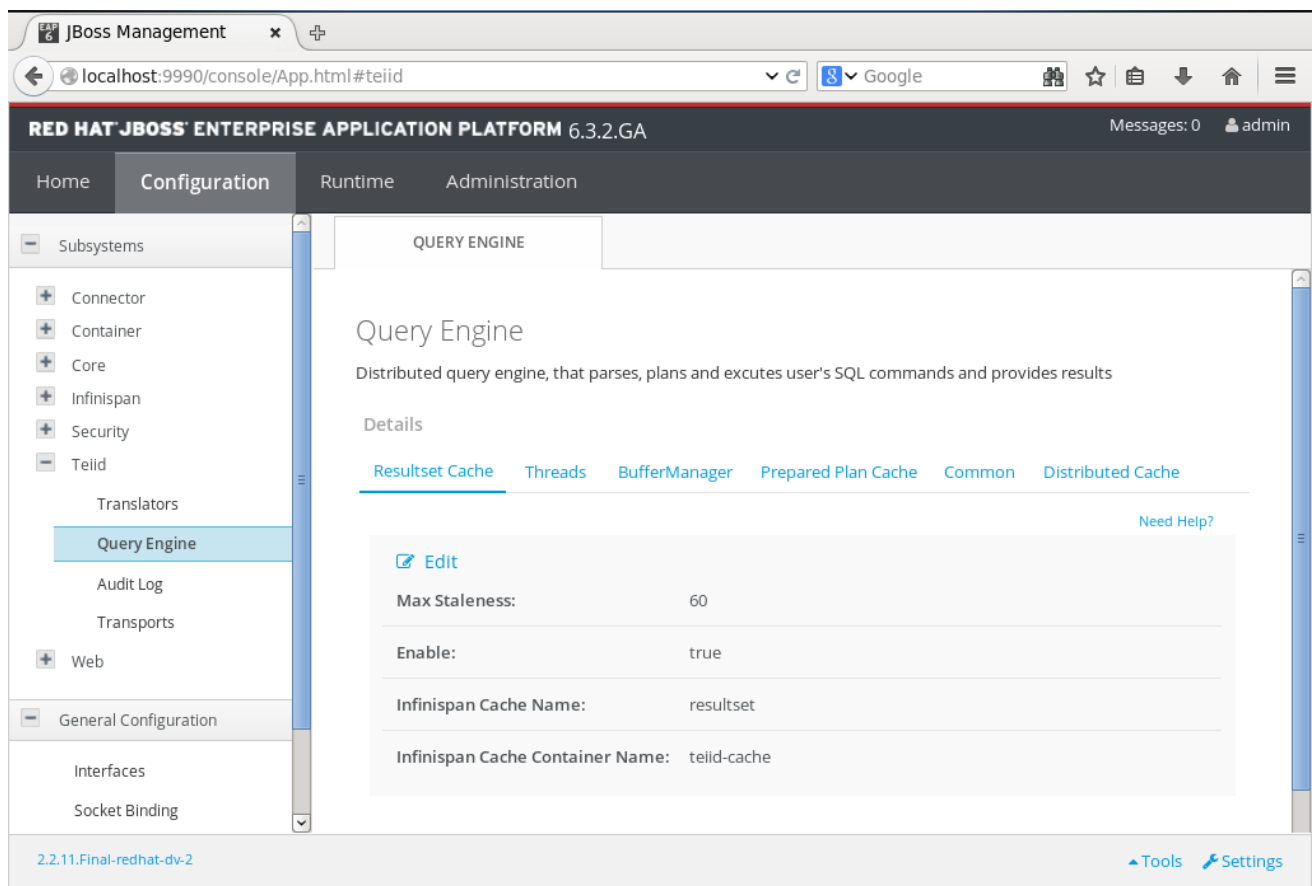 EAP 6 JBoss Management
localhost:9990/console/App.html#teiid
8 Google
RED HAT JBOSS ENTERPRISE APPLICATION PLATFORM 6.3.2.GA
Messages: 0 admin
Home Configuration Runtime Administration
Subsystems
Connector
Container
Core
Infinispan
Security
Teiid
Translators
Query Engine
Audit Log
Transports
Web
General Configuration
Interfaces
Socket Binding
QUERY ENGINE
Query Engine
Distributed query engine, that parses, plans and excutes user's SQL commands and provides results
Details
Resultset Cache Threads BufferManager Prepared Plan Cache Common Distributed Cache
Need Help?
Edit
Max Staleness: 60
Enable: true
Infinispan Cache Name: resultset
Infinispan Cache Container Name: teiid-cache
2.2.11.Final-redhat-dv-2
Tools Settings